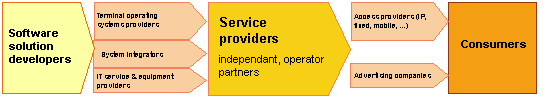 Software
solution
developers
Terminal operating
system providers
System integrators
IT service & equipment
providers
Service
providers
independant, operator
partners
Access providers (IP,
fixed, mobile, ...)
Advertising companies
Consumers